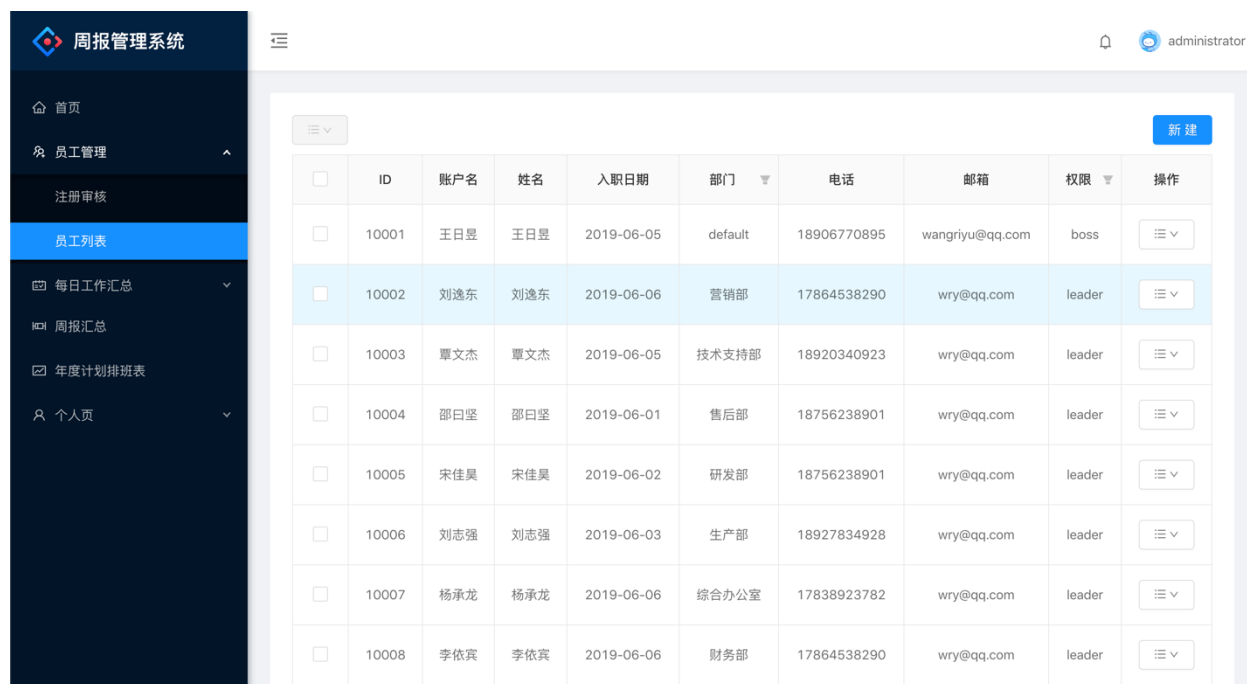 周报管理系统
administrator
首页
员工管理
注册审核
员工列表
每日工作汇总
周报汇总
年度计划排班表
个人页
新 建
ID 账户名 姓名 入职日期 部门 电话 邮箱 权限 操作
10001 王日昱 王日昱 2019-06-05 default 18906770895 wangriyu@qq.com boss
10002 刘逸东 刘逸东 2019-06-06 营销部 17864538290 wry@qq.com leader
10003 覃文杰 覃文杰 2019-06-05 技术支持部 18920340923 wry@qq.com leader
10004 邵曰坚 邵曰坚 2019-06-01 售后部 18756238901 wry@qq.com leader
10005 宋佳昊 宋佳昊 2019-06-02 研发部 18756238901 wry@qq.com leader
10006 刘志强 刘志强 2019-06-03 生产部 18927834928 wry@qq.com leader
10007 杨承龙 杨承龙 2019-06-06 综合办公室 17838923782 wry@qq.com leader
10008 李依宾 李依宾 2019-06-06 财务部 17864538290 wry@qq.com leader